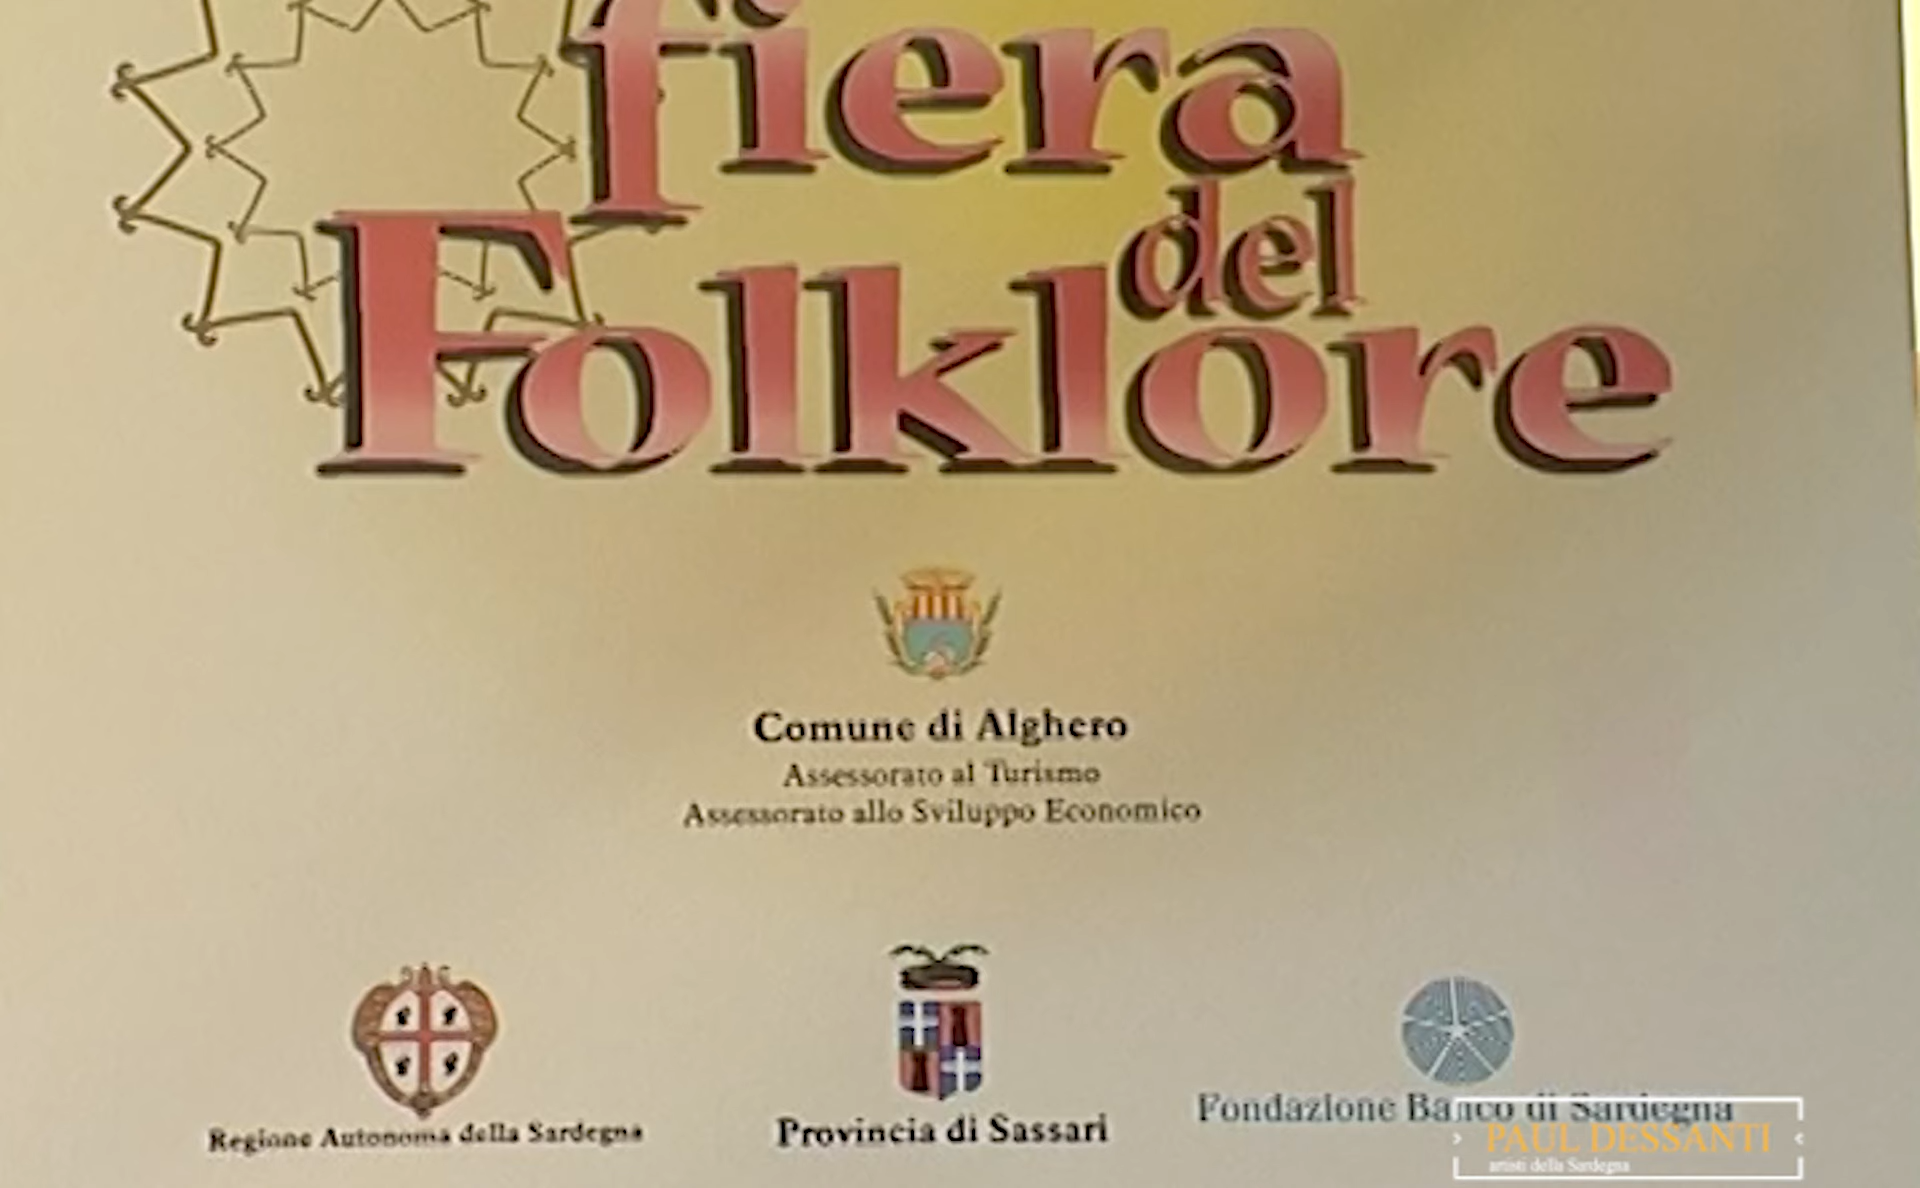 fiera
del
Folklore
Comune di Alghero
Assessorato al Turismo
Assessorato allo Sviluppo Economico
Regione Autonoma della Sardegna
Provincia di Sassari
Fondazione Banco di Sardegna
PAUL DESSANTI
artisti della Sardegna